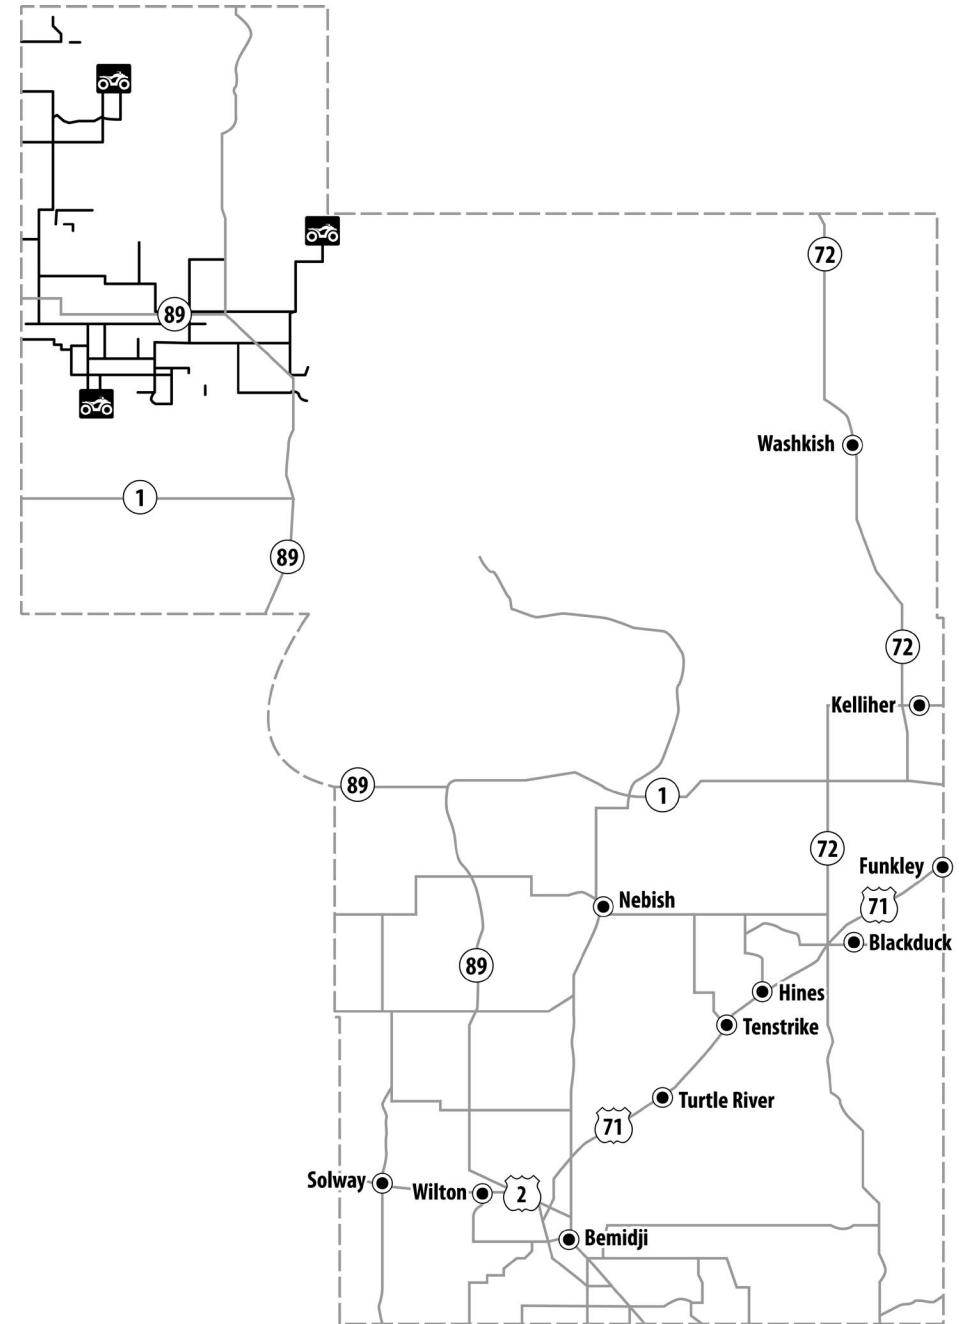 72
89
Washkish
1
89
72
Kelliher
89
1
72
Funkley
71
Nebish
Blackduck
89
Hines
Tenstrike
Turtle River
71
Solway
Wilton
2
Bemidji